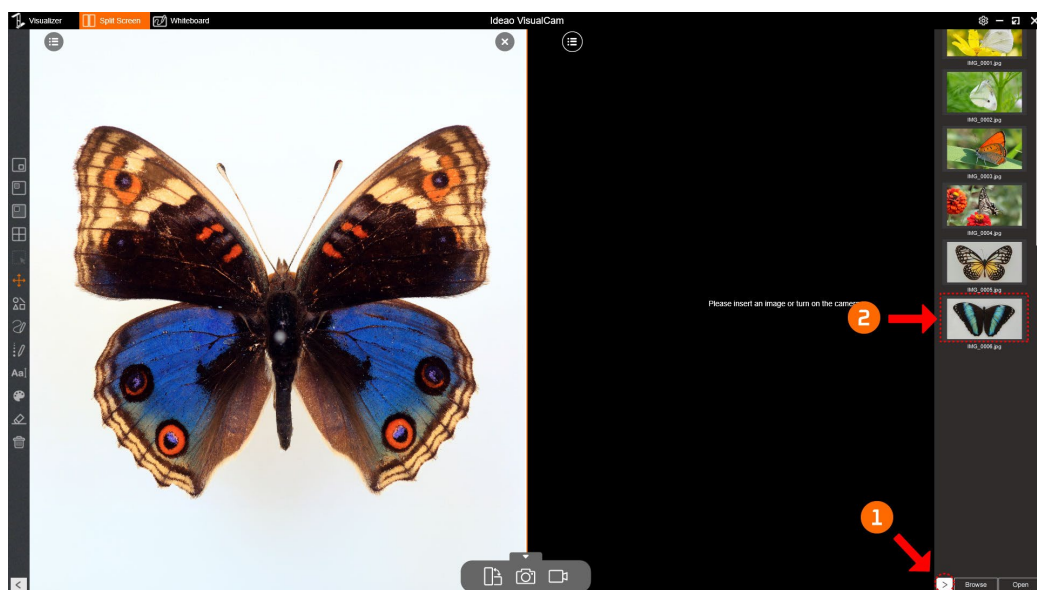 Visualizer
Split Screen
Whiteboard
Ideao VisualCam
IMG_0001.jpg
IMG_0002.jpg
IMG_0003.jpg
IMG_0004.jpg
IMG_0005.jpg
IMG_0006.jpg
Please insert an image or turn on the camera
2
Aa
1
<
>
Browse
Open